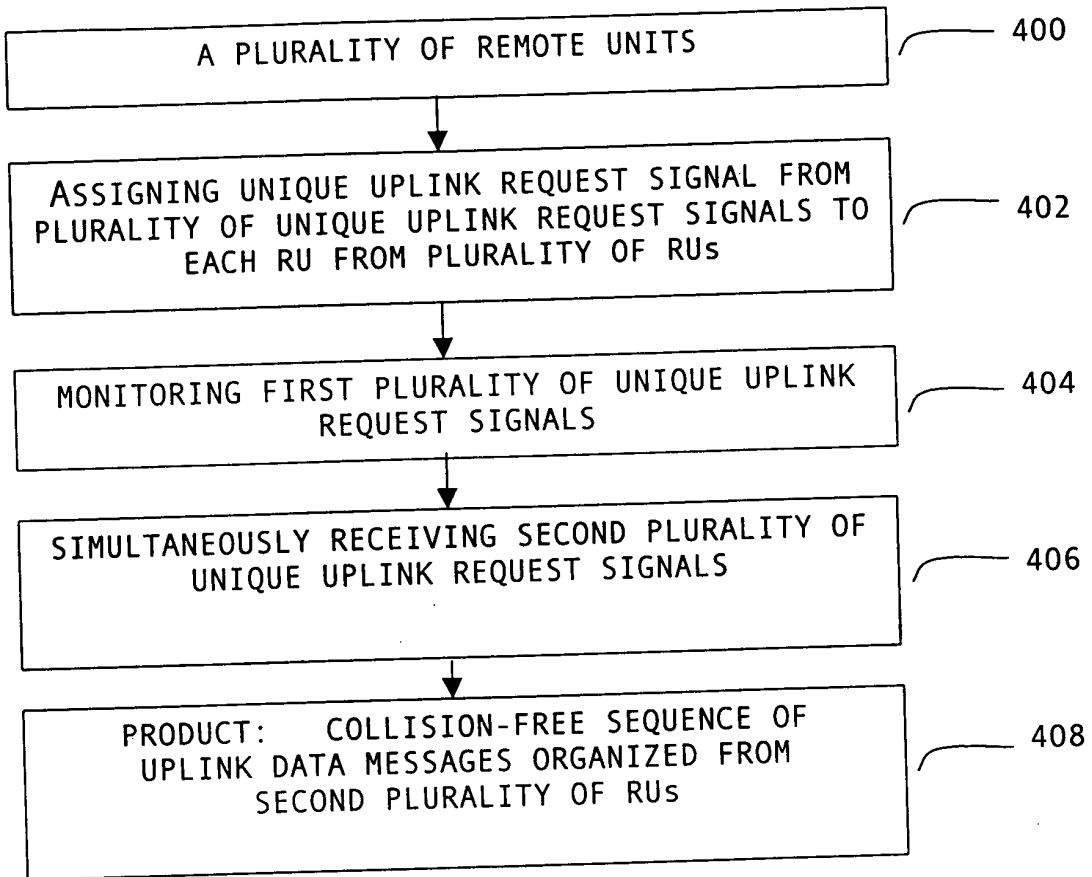 A PLURALITY OF REMOTE UNITS
400
ASSIGNING UNIQUE UPLINK REQUEST SIGNAL FROM
PLURALITY OF UNIQUE UPLINK REQUEST SIGNALS TO
EACH RU FROM PLURALITY OF RUs
402
MONITORING FIRST PLURALITY OF UNIQUE UPLINK
REQUEST SIGNALS
404
SIMULTANEOUSLY RECEIVING SECOND PLURALITY OF
UNIQUE UPLINK REQUEST SIGNALS
406
PRODUCT: COLLISION-FREE SEQUENCE OF
UPLINK DATA MESSAGES ORGANIZED FROM
SECOND PLURALITY OF RUs
408